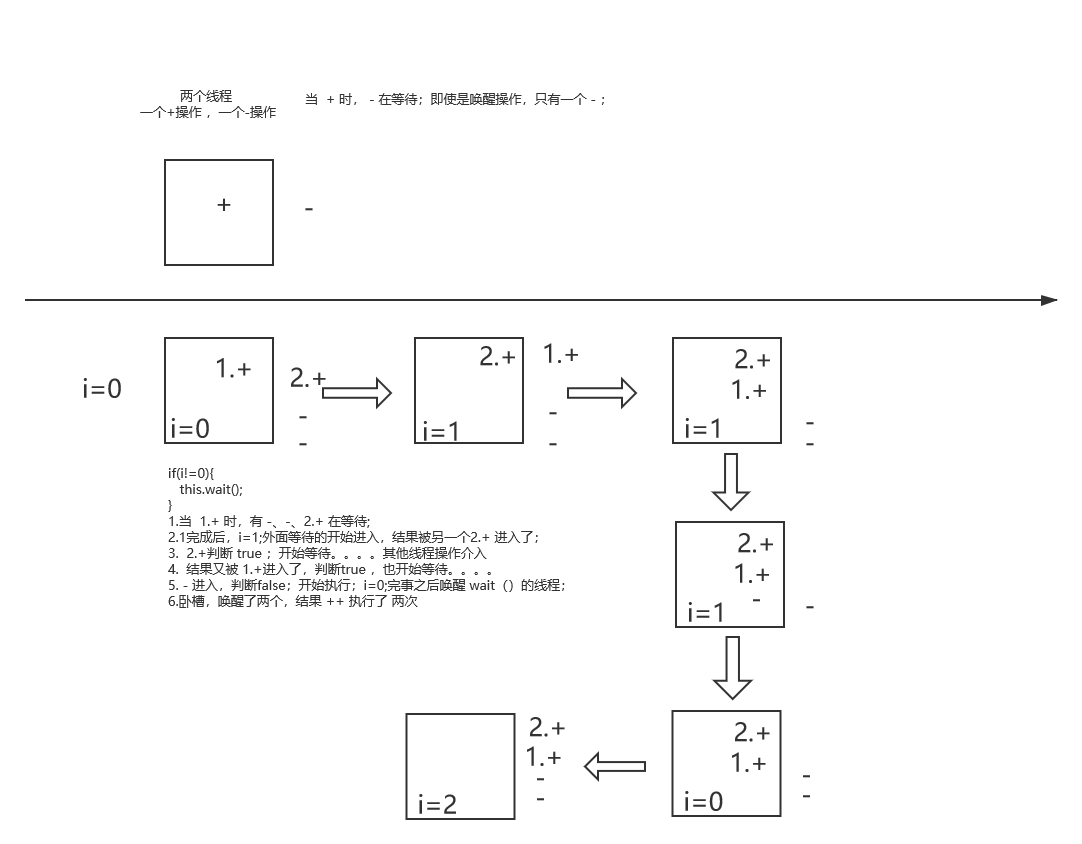 两个线程
一个+操作 ，一个-操作
当  + 时， - 在等待；即使是唤醒操作，只有一个 - ；
+
-
i=0
1.+
i=0
2.+
-
-
2.+
i=1
1.+
-
-
2.+
1.+
i=1
-
-
if(i!=0){
this.wait();
}
1.当  1.+ 时，有 -、-、2.+ 在等待;
2.1完成后，i=1;外面等待的开始进入，结果被另一个2.+ 进入了；
3.  2.+判断 true ；开始等待。。。。其他线程操作介入
4.  结果又被 1.+进入了，判断true ，也开始等待。。。。
5. - 进入，判断false；开始执行；i=0;完事之后唤醒 wait（）的线程；
6.卧槽，唤醒了两个，结果 ++ 执行了 两次
2.+
1.+
-
i=1
-
2.+
1.+
i=0
-
-
i=2
2.+
1.+
-
-